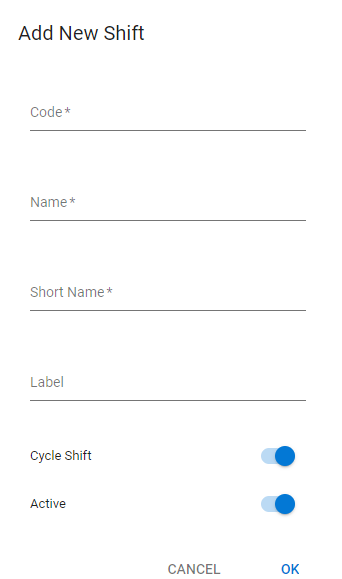 Add New Shift
Code *
Name *
Short Name *
Label
Cycle Shift
Active
CANCEL OK